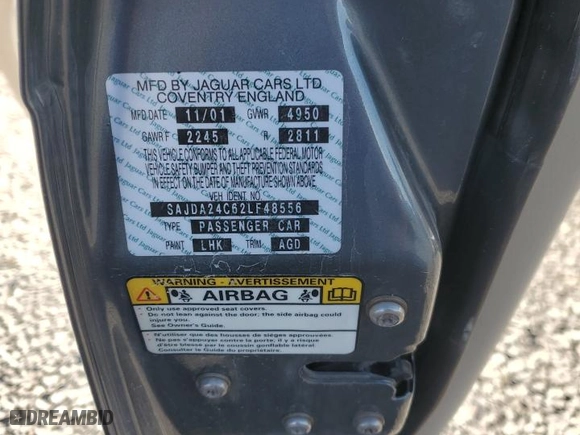 MFD BY JAGUAR CARS LTD
COVENTRY ENGLAND
MFD DATE 11/01 GVWR 4950
GAWR F 2245 R 2811
THIS VEHICLE CONFORMS TO ALL APPLICABLE FEDERAL MOTOR
VEHICLE SAFETY, BUMPER AND THEFT PREVENTION STANDARDS
IN EFFECT ON THE DATE OF MANUFACTURE SHOWN ABOVE.
VEH. IDENT. NO.
SAJDA24C62LF48556
TYPE PASSENGER CAR
PAINT LHK TRIM AGD
WARNING - AVERTISSEMENT
AIRBAG
Only use approved seat covers.
Do not lean against the door; the side airbag could
injure you.
See Owner's Guide.
N'utiliser que des housses de sièges approuvées.
Ne pas s'appuyer contre la porte, il y a risque
d'être blessé par le coussin gonflable latéral
Consulter le Guide du propriétaire.
DREAMBID